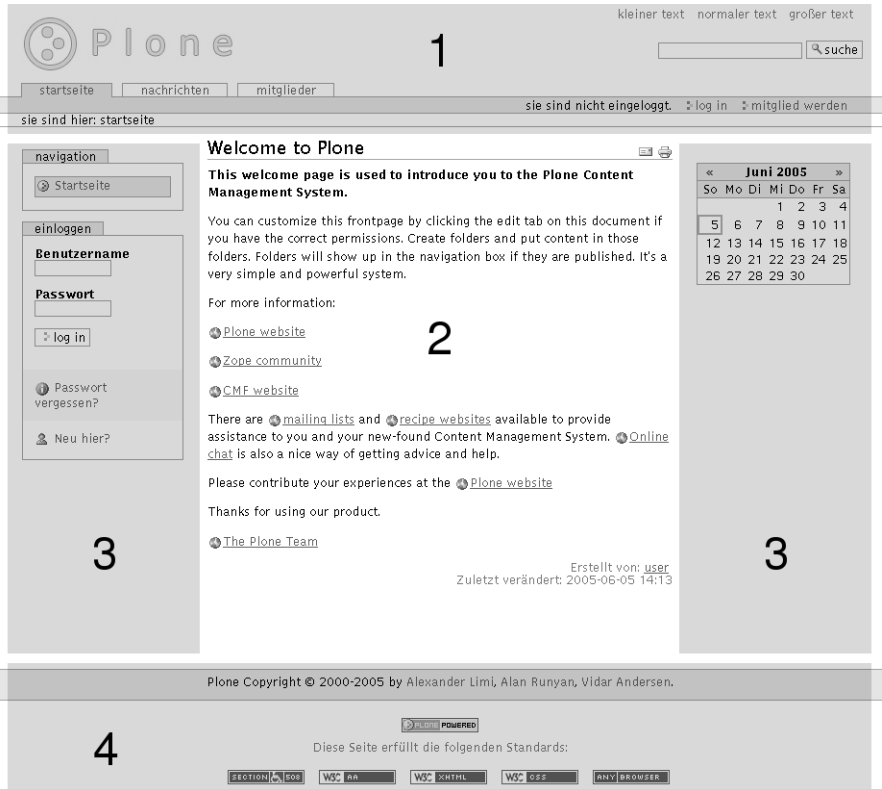 kleiner text normaler text großer text
Plone
1
suche
startseite nachrichten mitglieder
sie sind nicht eingeloggt. log in mitglied werden
sie sind hier: startseite
navigation
Startseite
einloggen
Benutzername
Passwort
log in
Passwort
vergessen?
Neu hier?
3
Welcome to Plone
This welcome page is used to introduce you to the Plone Content
Management System.
You can customize this frontpage by clicking the edit tab on this document if
you have the correct permissions. Create folders and put content in those
folders. Folders will show up in the navigation box if they are published. It's a
very simple and powerful system.
For more information:
Plone website
2
Zope community
CMF website
There are mailing lists and recipe websites available to provide
assistance to you and your new-found Content Management System. Online
chat is also a nice way of getting advice and help.
Please contribute your experiences at the Plone website
Thanks for using our product.
The Plone Team
Erstellt von: user
Zuletzt verändert: 2005-06-05 14:13
« Juni 2005 »
So Mo Di Mi Do Fr Sa
1 2 3 4
5 6 7 8 9 10 11
12 13 14 15 16 17 18
19 20 21 22 23 24 25
26 27 28 29 30
3
Plone Copyright © 2000-2005 by Alexander Limi, Alan Runyan, Vidar Andersen.
PLONE POWERED
4
Diese Seite erfüllt die folgenden Standards:
SECTION 508 W3C AA W3C XHTML W3C CSS ANY BROWSER